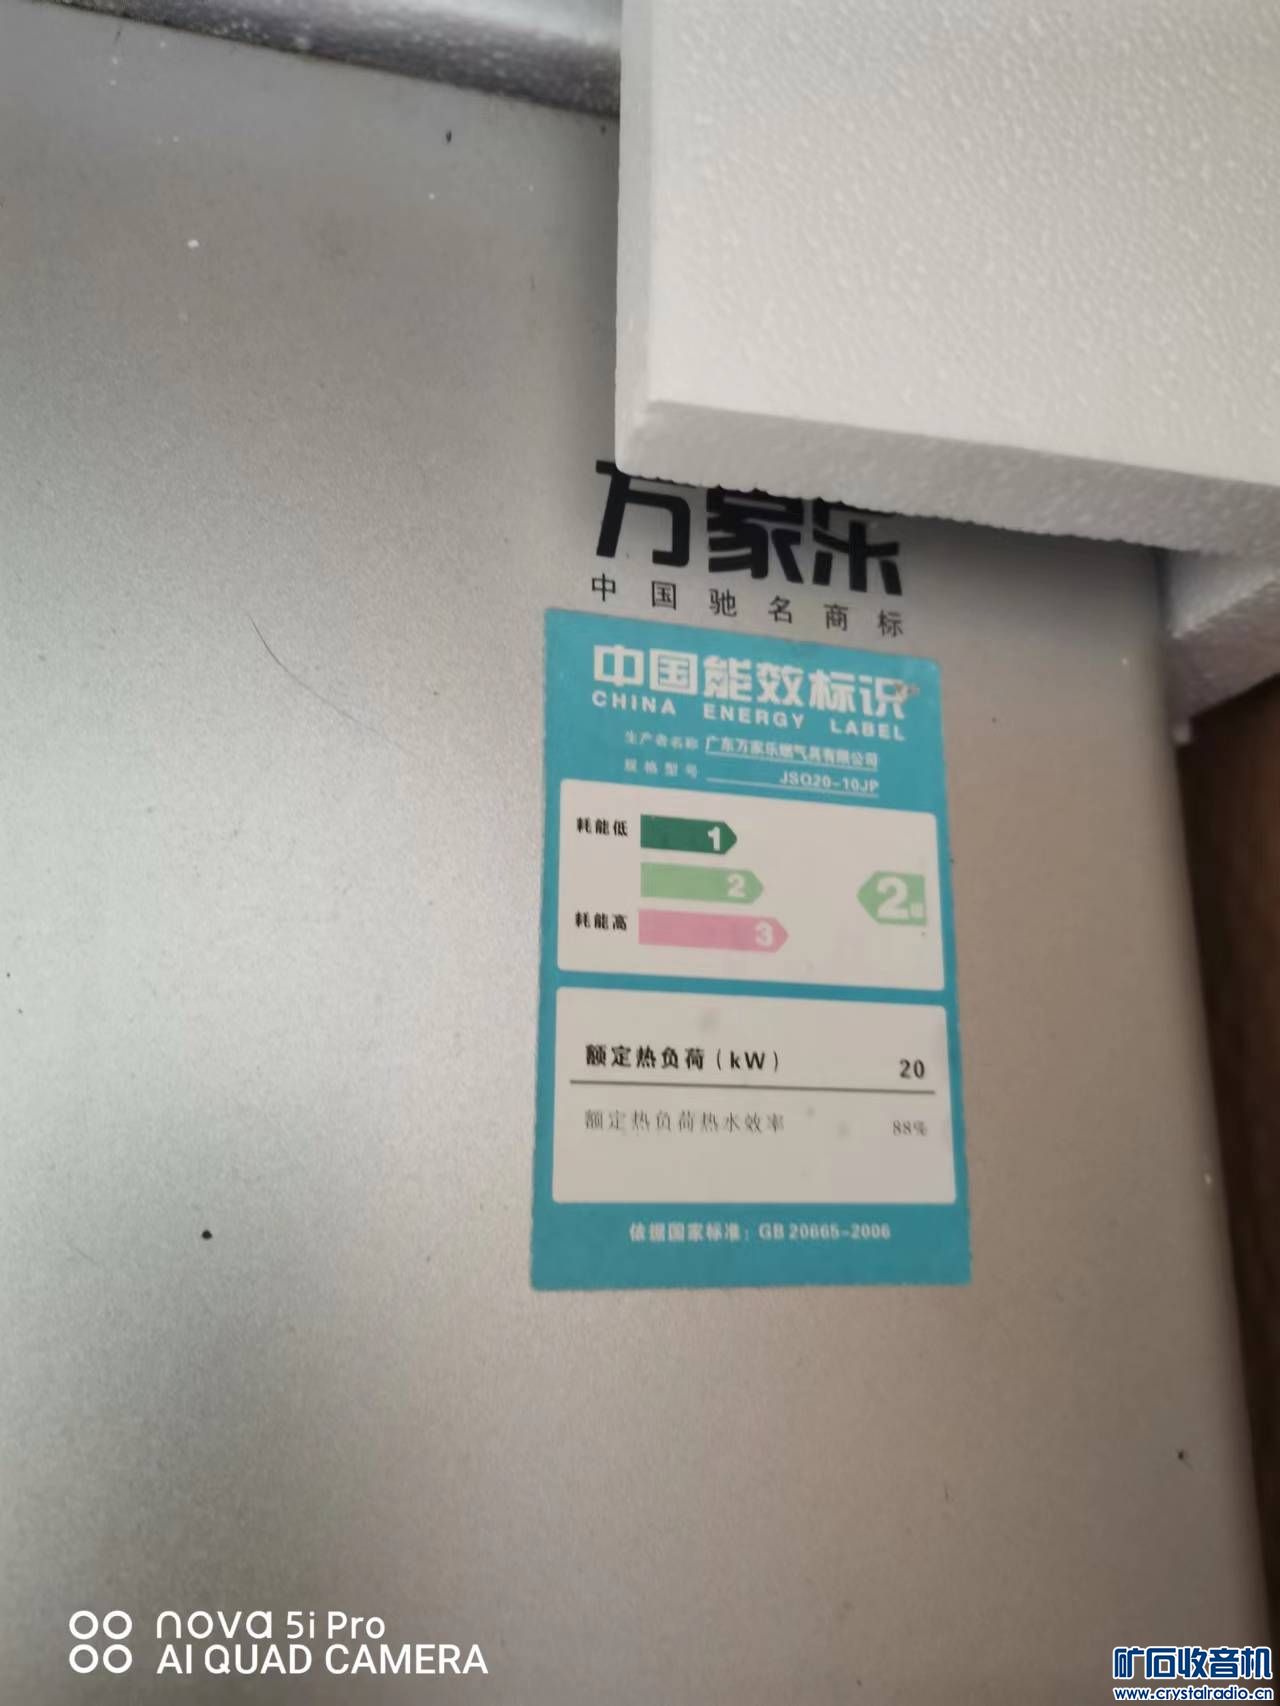 万家乐
中国驰名商标
中国能效标识
CHINA ENERGY LABEL
生产者名称 广东万家乐燃气具有限公司
规格型号 JSQ20-10JP
耗能低 1
2 2级
耗能高 3
额定热负荷(kW) 20
额定热负荷热水效率 88%
依据国家标准：GB 20665-2006
nova 5i Pro
AI QUAD CAMERA
矿石收音机
www.crystalradio.cn